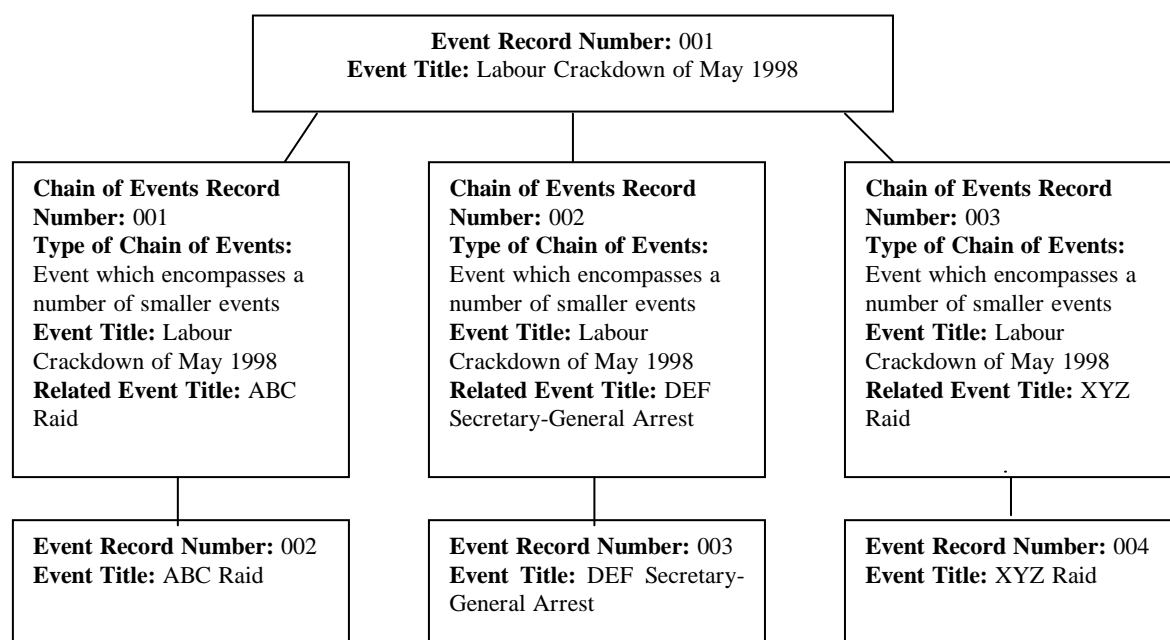 Event Record Number: 001
Event Title: Labour Crackdown of May 1998
Chain of Events Record
Number: 001
Type of Chain of Events:
Event which encompasses a
number of smaller events
Event Title: Labour
Crackdown of May 1998
Related Event Title: ABC
Raid
Chain of Events Record
Number: 002
Type of Chain of Events:
Event which encompasses a
number of smaller events
Event Title: Labour
Crackdown of May 1998
Related Event Title: DEF
Secretary-General Arrest
Chain of Events Record
Number: 003
Type of Chain of Events:
Event which encompasses a
number of smaller events
Event Title: Labour
Crackdown of May 1998
Related Event Title: XYZ
Raid
Event Record Number: 002
Event Title: ABC Raid
Event Record Number: 003
Event Title: DEF Secretary-
General Arrest
Event Record Number: 004
Event Title: XYZ Raid